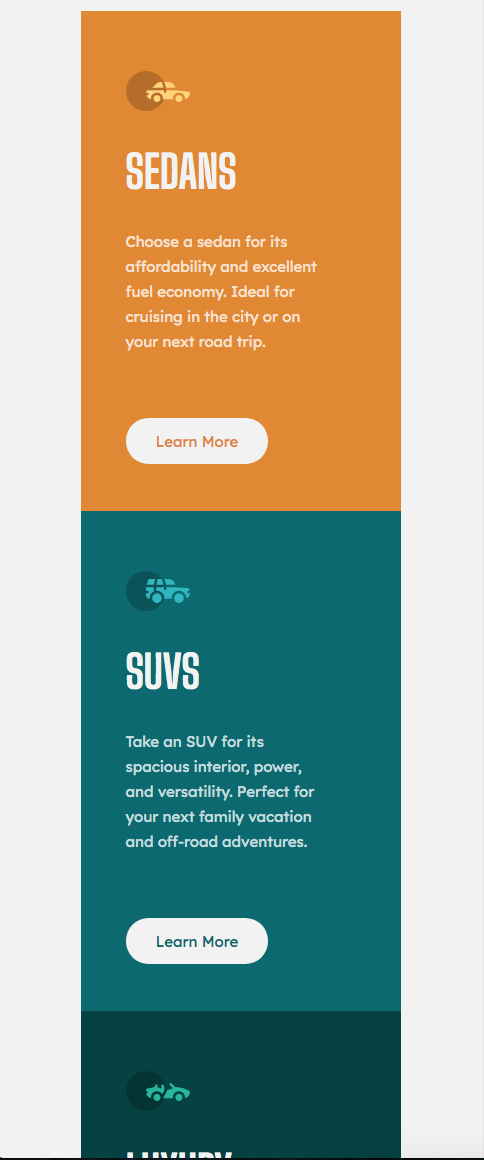 SEDANS
Choose a sedan for its
affordability and excellent
fuel economy. Ideal for
cruising in the city or on
your next road trip.
Learn More
SUVS
Take an SUV for its
spacious interior, power,
and versatility. Perfect for
your next family vacation
and off-road adventures.
Learn More
LUXURY